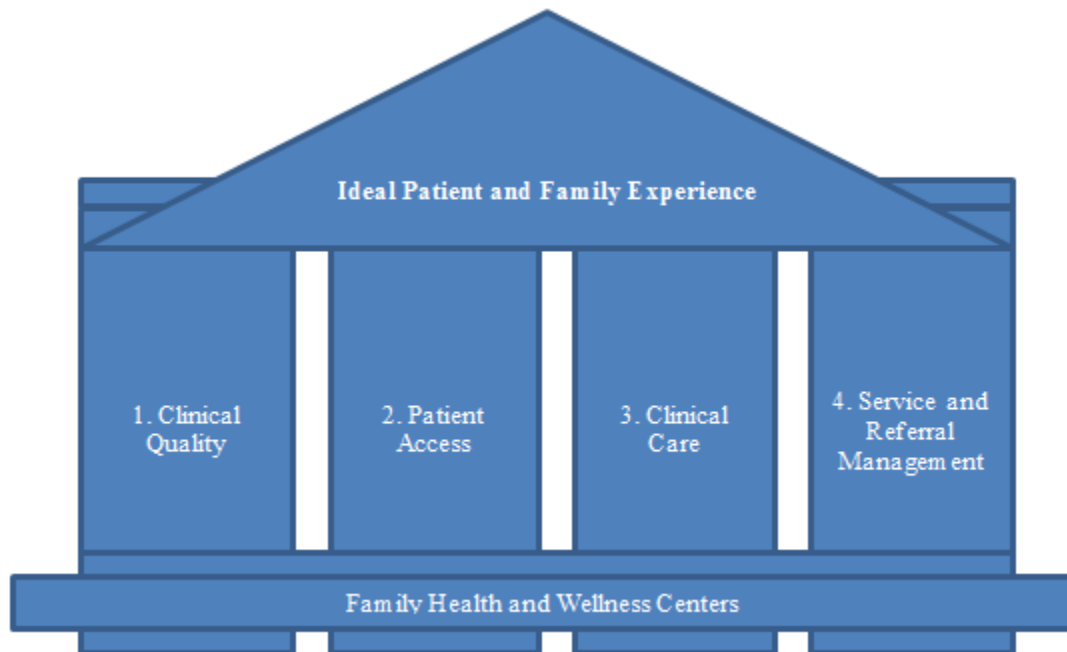 Ideal Patient and Family Experience
1. Clinical
Quality
2. Patient
Access
3. Clinical
Care
4. Service and
Referral
Management
Family Health and Wellness Centers